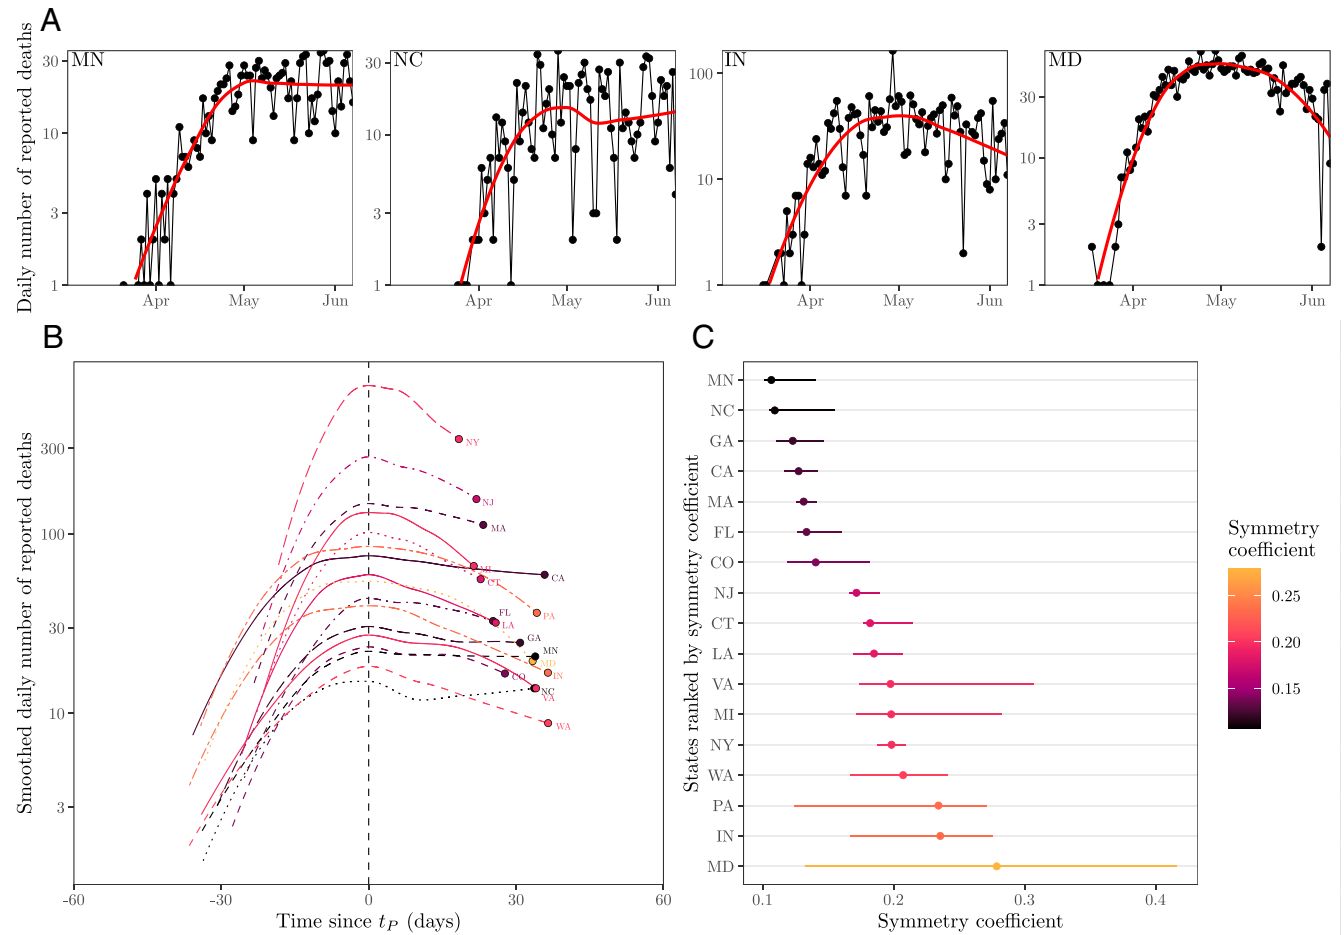 A
Daily number of reported deaths
MN
30
10
3
1
Apr May Jun
NC
30
10
3
1
Apr May Jun
IN
100
10
1
Apr May Jun
MD
30
10
3
1
Apr May Jun
B
Smoothed daily number of reported deaths
300
100
30
10
3
-60 -30 0 30 60
Time since tP (days)
NY
NJ
MA
MI
CT
CA
PA
FL
LA
GA
MN
MD
IN
CO
NC
VA
WA
C
States ranked by symmetry coefficient
MN
NC
GA
CA
MA
FL
CO
NJ
CT
LA
VA
MI
NY
WA
PA
IN
MD
0.1 0.2 0.3 0.4
Symmetry coefficient
Symmetry
coefficient
0.25
0.20
0.15